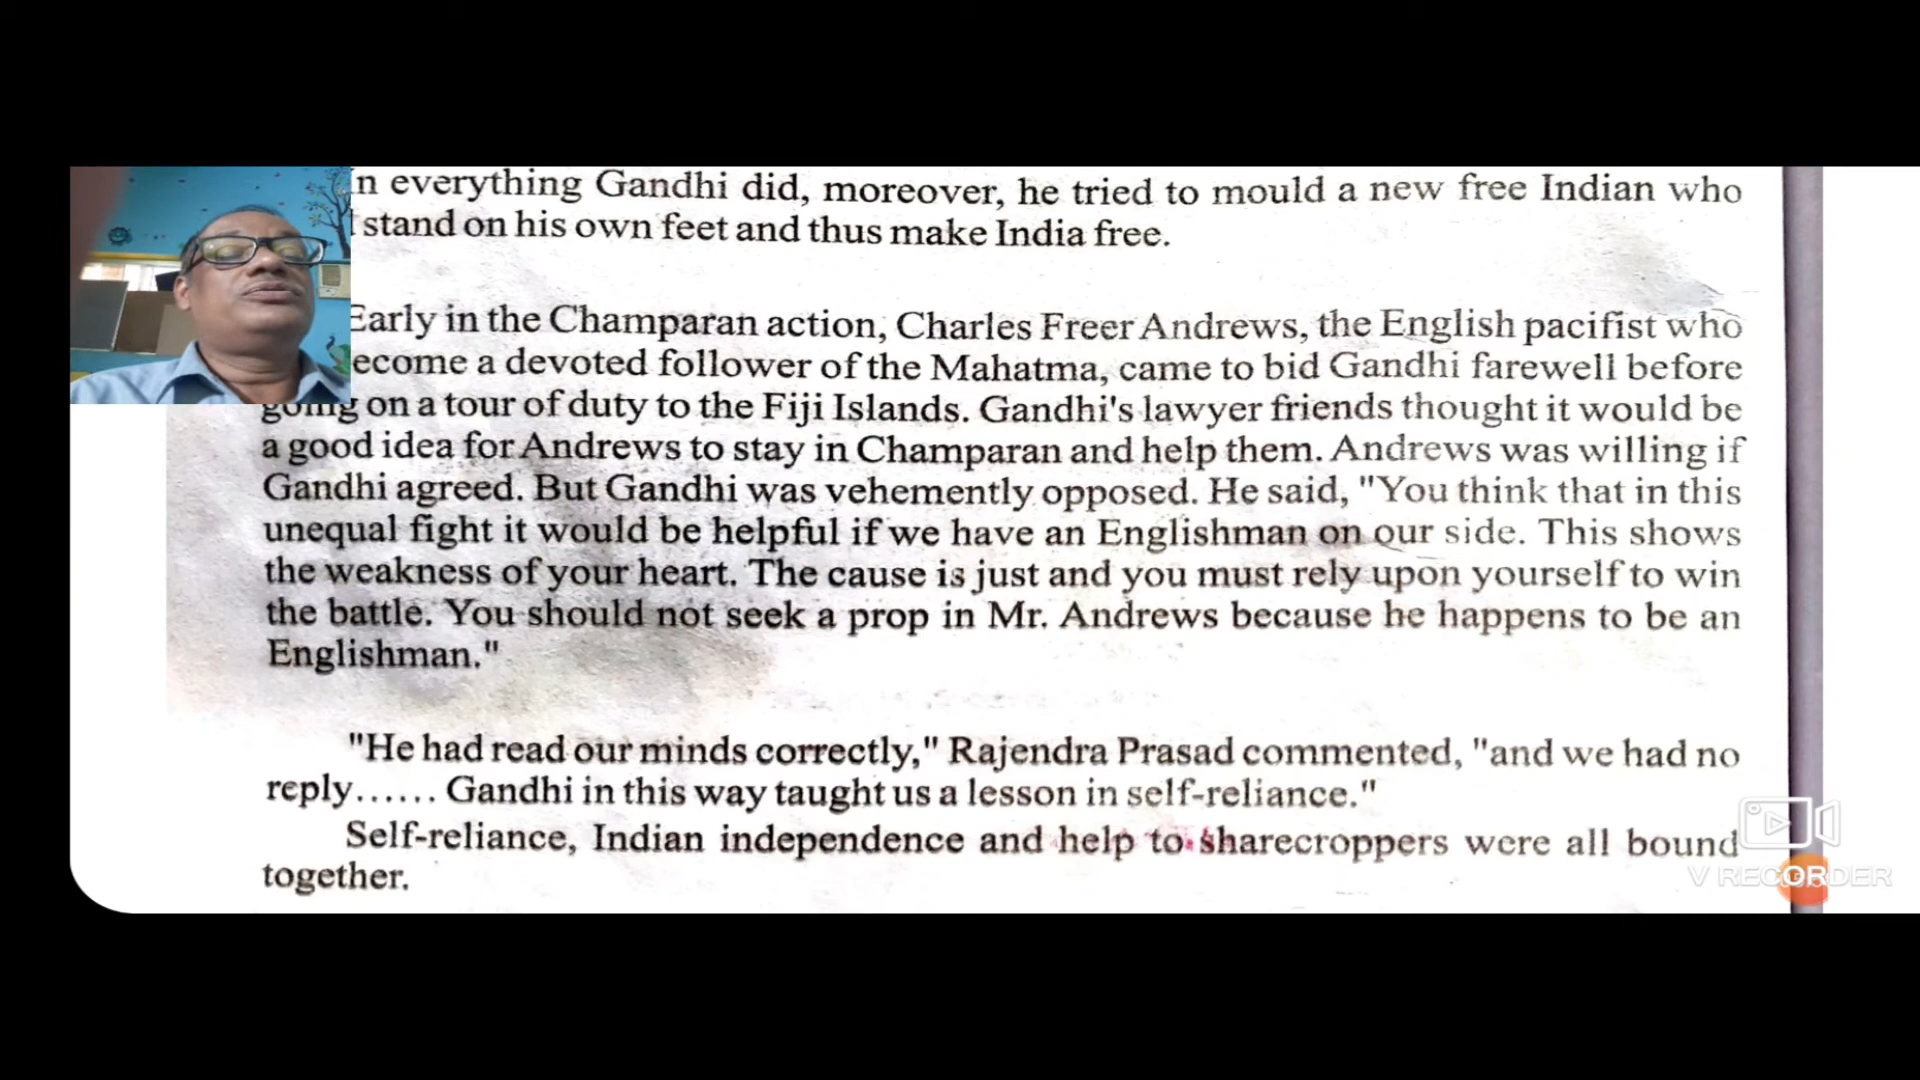 n everything Gandhi did, moreover, he tried to mould a new free Indian who
stand on his own feet and thus make India free.
Early in the Champaran action, Charles Freer Andrews, the English pacifist who
ecome a devoted follower of the Mahatma, came to bid Gandhi farewell before
going on a tour of duty to the Fiji Islands. Gandhi's lawyer friends thought it would be
a good idea for Andrews to stay in Champaran and help them. Andrews was willing if
Gandhi agreed. But Gandhi was vehemently opposed. He said, "You think that in this
unequal fight it would be helpful if we have an Englishman on our side. This shows
the weakness of your heart. The cause is just and you must rely upon yourself to win
the battle. You should not seek a prop in Mr. Andrews because he happens to be an
Englishman."
"He had read our minds correctly," Rajendra Prasad commented, "and we had no
reply...... Gandhi in this way taught us a lesson in self-reliance."
Self-reliance, Indian independence and help to sharecroppers were all bound
together.
V RECORDER